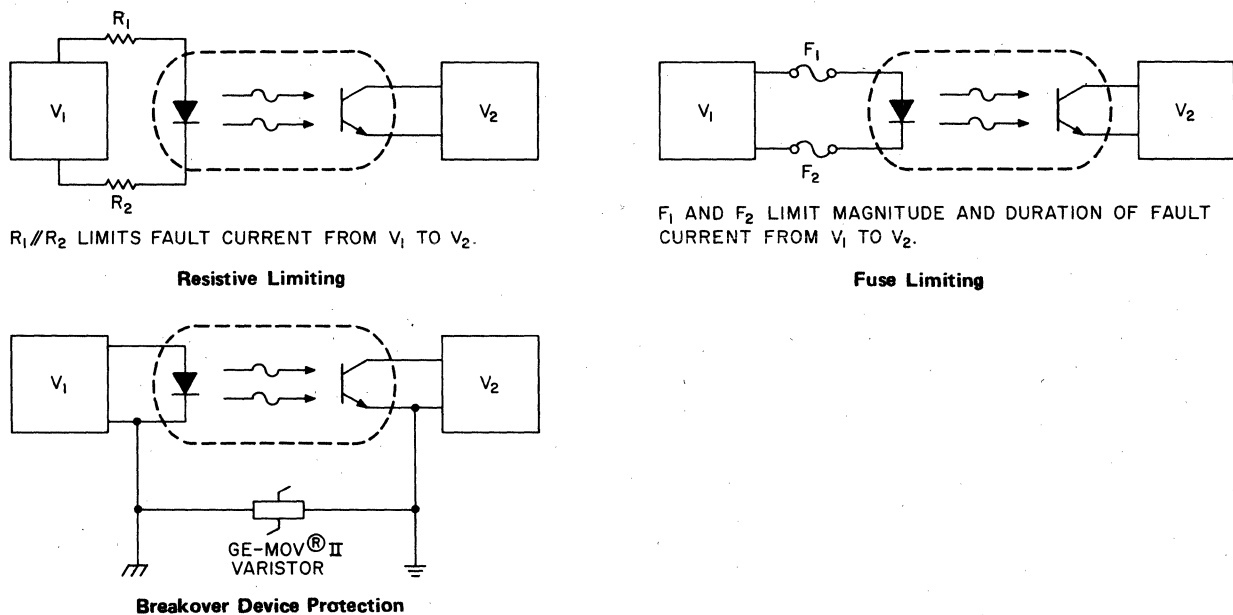 R₁
V₁
V₂
R₂
R₁//R₂ LIMITS FAULT CURRENT FROM V₁ TO V₂.
Resistive Limiting
F₁
V₁
V₂
F₂
F₁ AND F₂ LIMIT MAGNITUDE AND DURATION OF FAULT
CURRENT FROM V₁ TO V₂.
Fuse Limiting
V₁
V₂
GE-MOV® II
VARISTOR
Breakover Device Protection